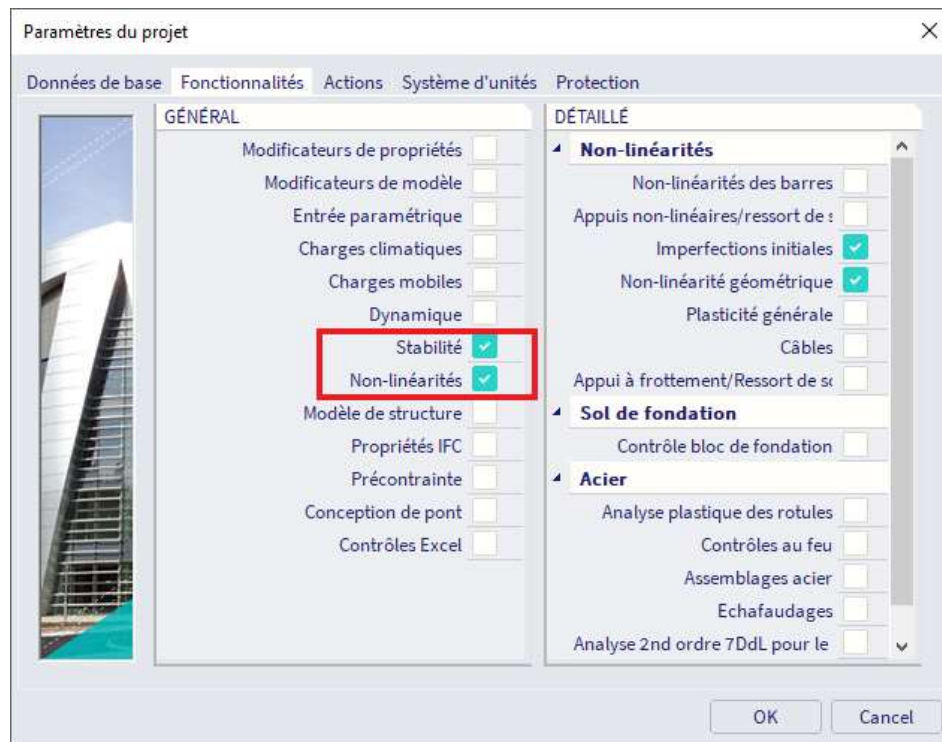 Paramètres du projet
Données de base Fonctionnalités Actions Système d'unités Protection
GÉNÉRAL
Modificateurs de propriétés
Modificateurs de modèle
Entrée paramétrique
Charges climatiques
Charges mobiles
Dynamique
Stabilité
Non-linéarités
Modèle de structure
Propriétés IFC
Précontrainte
Conception de pont
Contrôles Excel
DÉTAILLÉ
Non-linéarités
Non-linéarités des barres
Appuis non-linéaires/ressort de s
Imperfections initiales
Non-linéarité géométrique
Plasticité générale
Câbles
Appui à frottement/Ressort de so
Sol de fondation
Contrôle bloc de fondation
Acier
Analyse plastique des rotules
Contrôles au feu
Assemblages acier
Echafaudages
Analyse 2nd ordre 7DdL pour le
OK Cancel